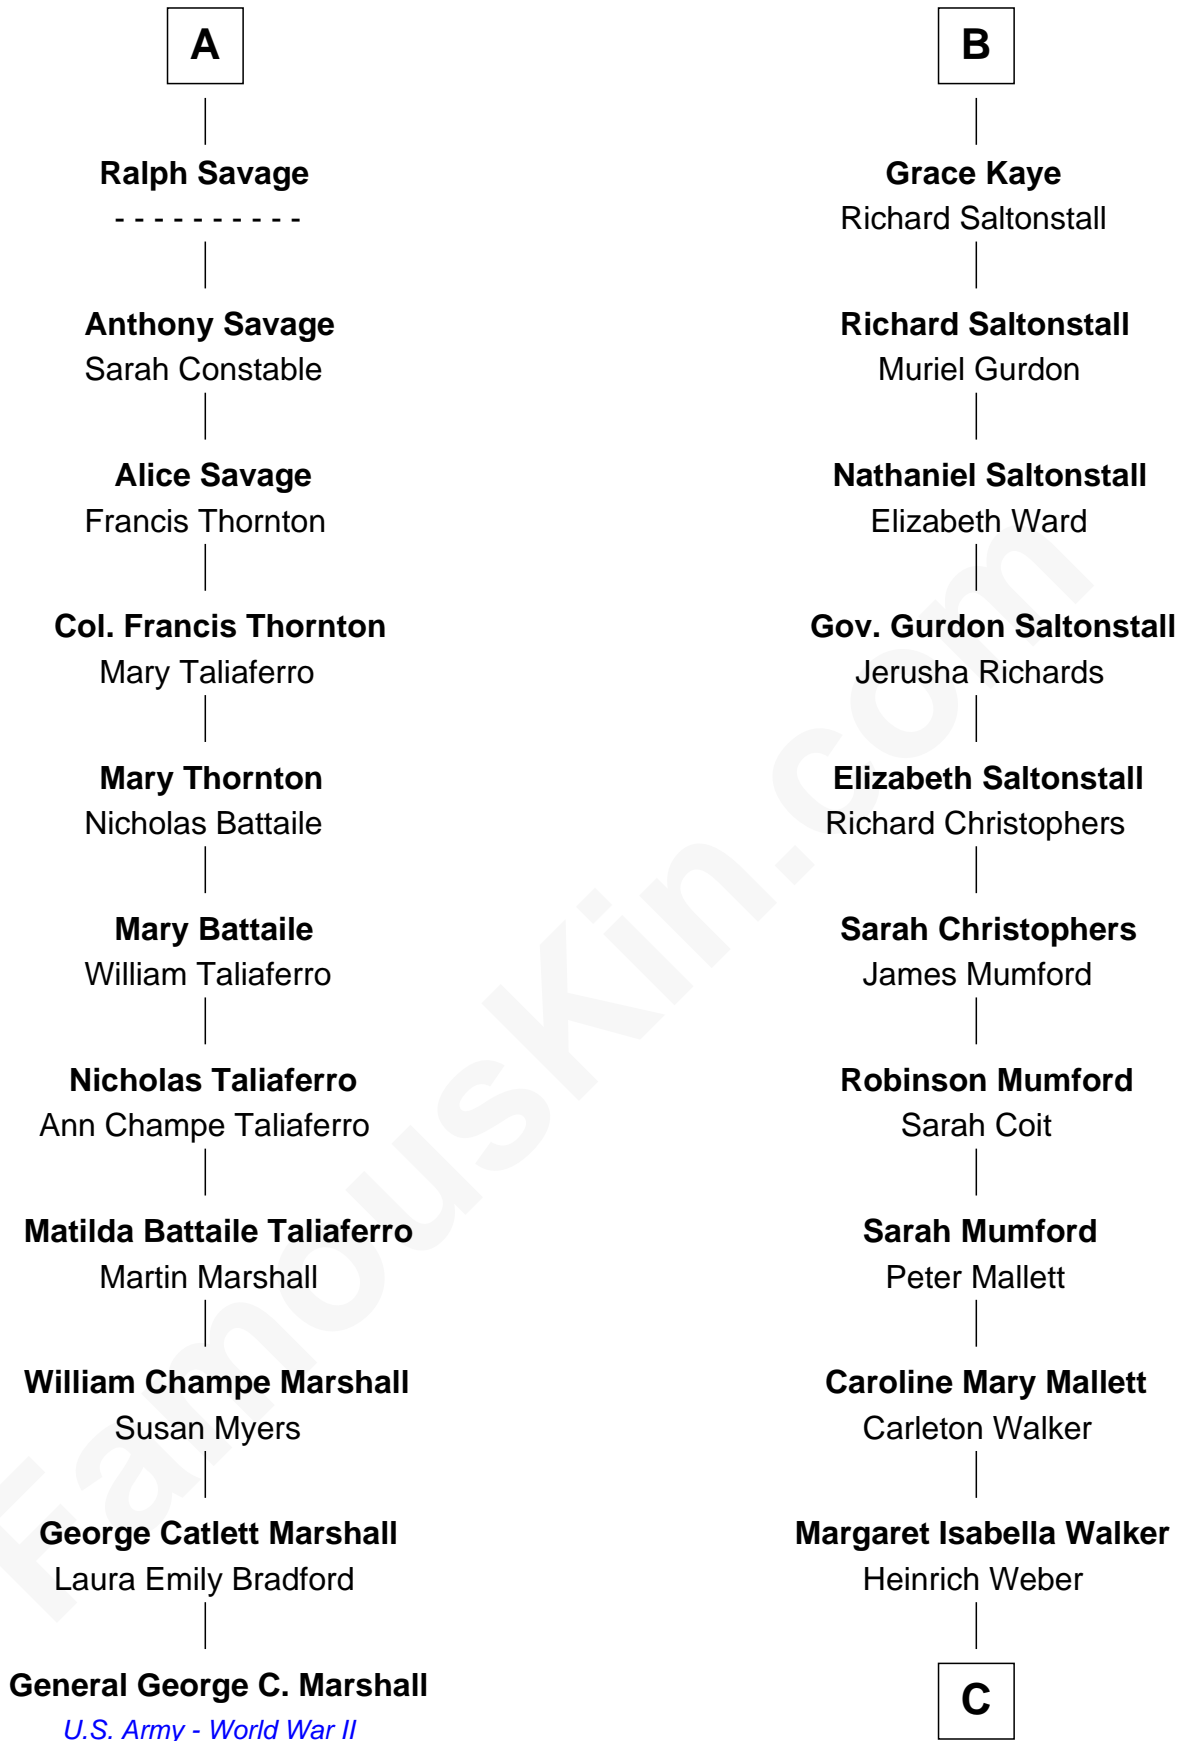 A
Ralph Savage
- - - - - - - - - -
Anthony Savage
Sarah Constable
Alice Savage
Francis Thornton
Col. Francis Thornton
Mary Taliaferro
Mary Thornton
Nicholas Battaile
Mary Battaile
William Taliaferro
Nicholas Taliaferro
Ann Champe Taliaferro
Matilda Battaile Taliaferro
Martin Marshall
William Champe Marshall
Susan Myers
George Catlett Marshall
Laura Emily Bradford
General George C. Marshall
U.S. Army - World War II
B
Grace Kaye
Richard Saltonstall
Richard Saltonstall
Muriel Gurdon
Nathaniel Saltonstall
Elizabeth Ward
Gov. Gurdon Saltonstall
Jerusha Richards
Elizabeth Saltonstall
Richard Christophers
Sarah Christophers
James Mumford
Robinson Mumford
Sarah Coit
Sarah Mumford
Peter Mallett
Caroline Mary Mallett
Carleton Walker
Margaret Isabella Walker
Heinrich Weber
C
FamousKin.com